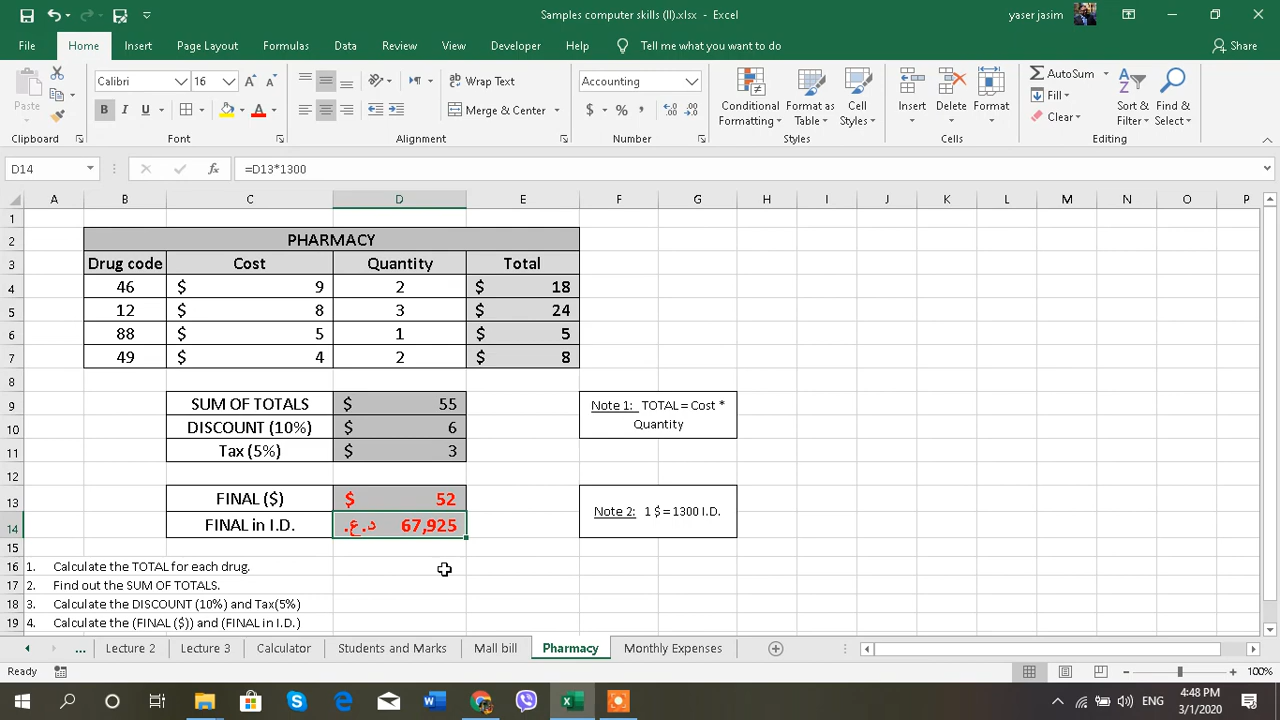 Samples computer skills (II).xlsx - Excel
yaser jasim
File Home Insert Page Layout Formulas Data Review View Developer Help Tell me what you want to do Share
Paste
Calibri 16
B I U
Wrap Text
Merge & Center
Accounting
$ % ,
Conditional Formatting
Format as Table
Cell Styles
Insert Delete Format
AutoSum
Fill
Clear
Sort & Filter
Find & Select
Clipboard Font Alignment Number Styles Cells Editing
D14 fx =D13*1300
A B C D E F G H I J K L M N O P
1
2 PHARMACY
3 Drug code Cost Quantity Total
4 46 $ 9 2 $ 18
5 12 $ 8 3 $ 24
6 88 $ 5 1 $ 5
7 49 $ 4 2 $ 8
8
9 SUM OF TOTALS $ 55
10 DISCOUNT (10%) $ 6
11 Tax (5%) $ 3
Note 1: TOTAL = Cost *
Quantity
12
13 FINAL ($) $ 52
14 FINAL in I.D. د.ع. 67,925
Note 2: 1 $ = 1300 I.D.
15
16 1. Calculate the TOTAL for each drug.
17 2. Find out the SUM OF TOTALS.
18 3. Calculate the DISCOUNT (10%) and Tax(5%)
19 4. Calculate the (FINAL ($)) and (FINAL in I.D.)
... Lecture 2 Lecture 3 Calculator Students and Marks Mall bill Pharmacy Monthly Expenses
Ready 100%
ENG 4:48 PM
3/1/2020